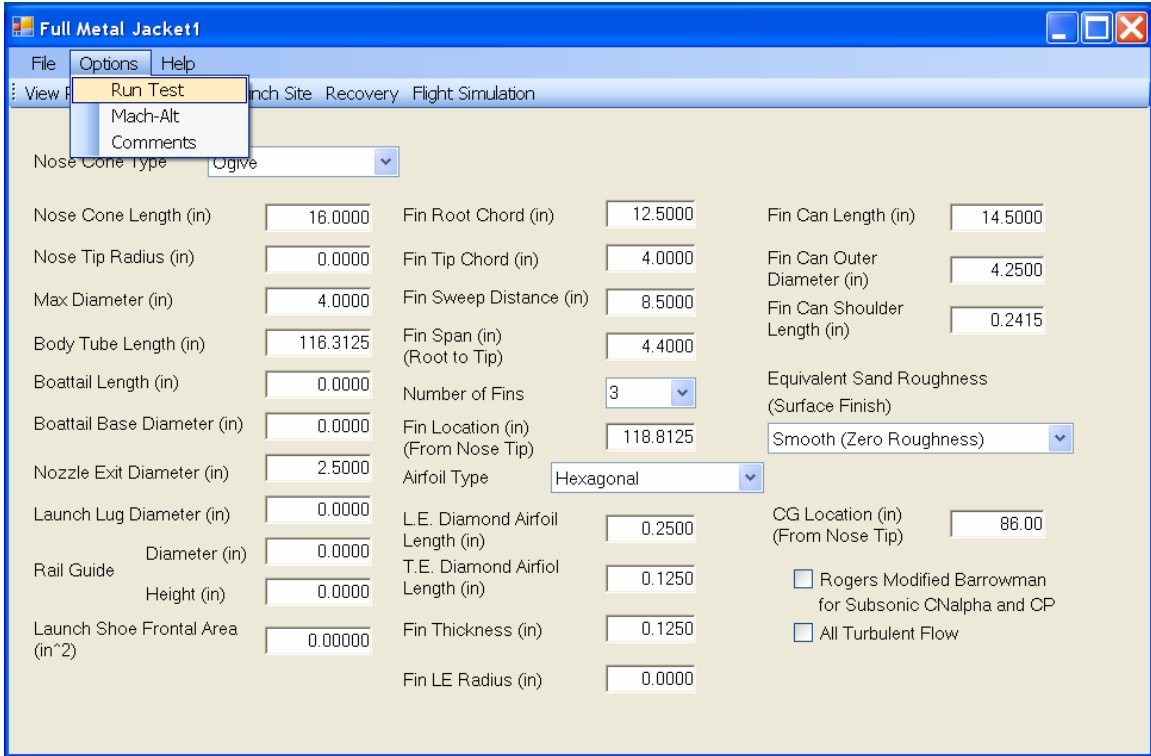 Full Metal Jacket1
File Options Help
Run Test
Mach-Alt
Comments
View
nch Site Recovery Flight Simulation
Nose Cone Type Ogive
Nose Cone Length (in) 16.0000
Nose Tip Radius (in) 0.0000
Max Diameter (in) 4.0000
Body Tube Length (in) 116.3125
Boattail Length (in) 0.0000
Boattail Base Diameter (in) 0.0000
Nozzle Exit Diameter (in) 2.5000
Launch Lug Diameter (in) 0.0000
Rail Guide
Diameter (in) 0.0000
Height (in) 0.0000
Launch Shoe Frontal Area
(in^2)
0.00000
Fin Root Chord (in) 12.5000
Fin Tip Chord (in) 4.0000
Fin Sweep Distance (in) 8.5000
Fin Span (in)
(Root to Tip)
4.4000
Number of Fins 3
Fin Location (in)
(From Nose Tip)
118.8125
Airfoil Type Hexagonal
L.E. Diamond Airfoil
Length (in)
0.2500
T.E. Diamond Airfiol
Length (in)
0.1250
Fin Thickness (in) 0.1250
Fin LE Radius (in) 0.0000
Fin Can Length (in) 14.5000
Fin Can Outer
Diameter (in)
4.2500
Fin Can Shoulder
Length (in)
0.2415
Equivalent Sand Roughness
(Surface Finish)
Smooth (Zero Roughness)
CG Location (in)
(From Nose Tip)
86.00
Rogers Modified Barrowman
for Subsonic CNalpha and CP
All Turbulent Flow